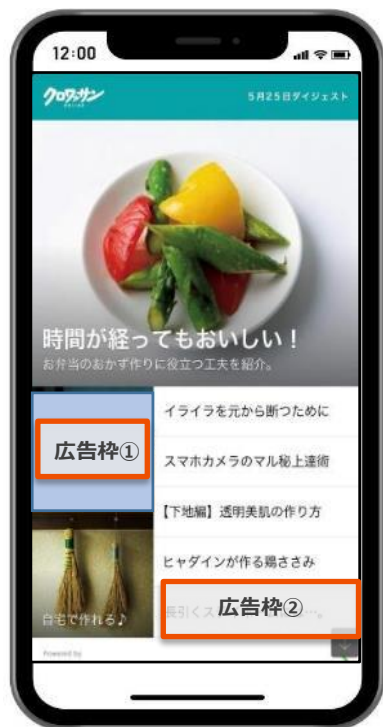 12:00
クロワッサン
ONLINE
5月25日ダイジェスト
時間が経ってもおいしい！
お弁当のおかず作りに役立つ工夫を紹介。
広告枠①
イライラを元から断つために
スマホカメラのマル秘上達術
【下地編】透明美肌の作り方
ヒャダインが作る鶏ささみ
自宅で作れる♪
長引くス
広告枠②
…。
Powered by